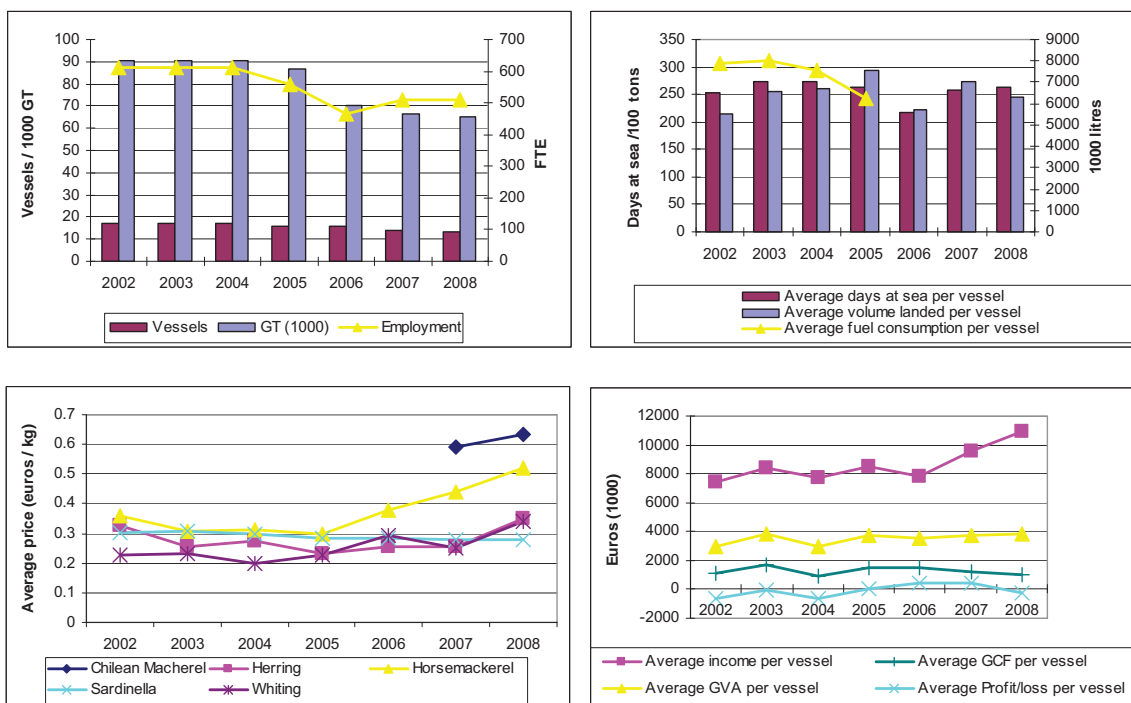 100
90
80
70
60
50
40
30
20
10
0
Vessels / 1000 GT
700
600
500
400
300
200
100
0
FTE
2002 2003 2004 2005 2006 2007 2008
Vessels GT (1000) Employment
350
300
250
200
150
100
50
0
Days at sea /100 tons
9000
8000
7000
6000
5000
4000
3000
2000
1000
0
1000 litres
2002 2003 2004 2005 2006 2007 2008
Average days at sea per vessel
Average volume landed per vessel
Average fuel consumption per vessel
0.7
0.6
0.5
0.4
0.3
0.2
0.1
0
Average price (euros / kg)
2002 2003 2004 2005 2006 2007 2008
Chilean Macherel Herring Horsemackerel
Sardinella Whiting
12000
10000
8000
6000
4000
2000
0
-2000
Euros (1000)
2002 2003 2004 2005 2006 2007 2008
Average income per vessel Average GCF per vessel
Average GVA per vessel Average Profit/loss per vessel